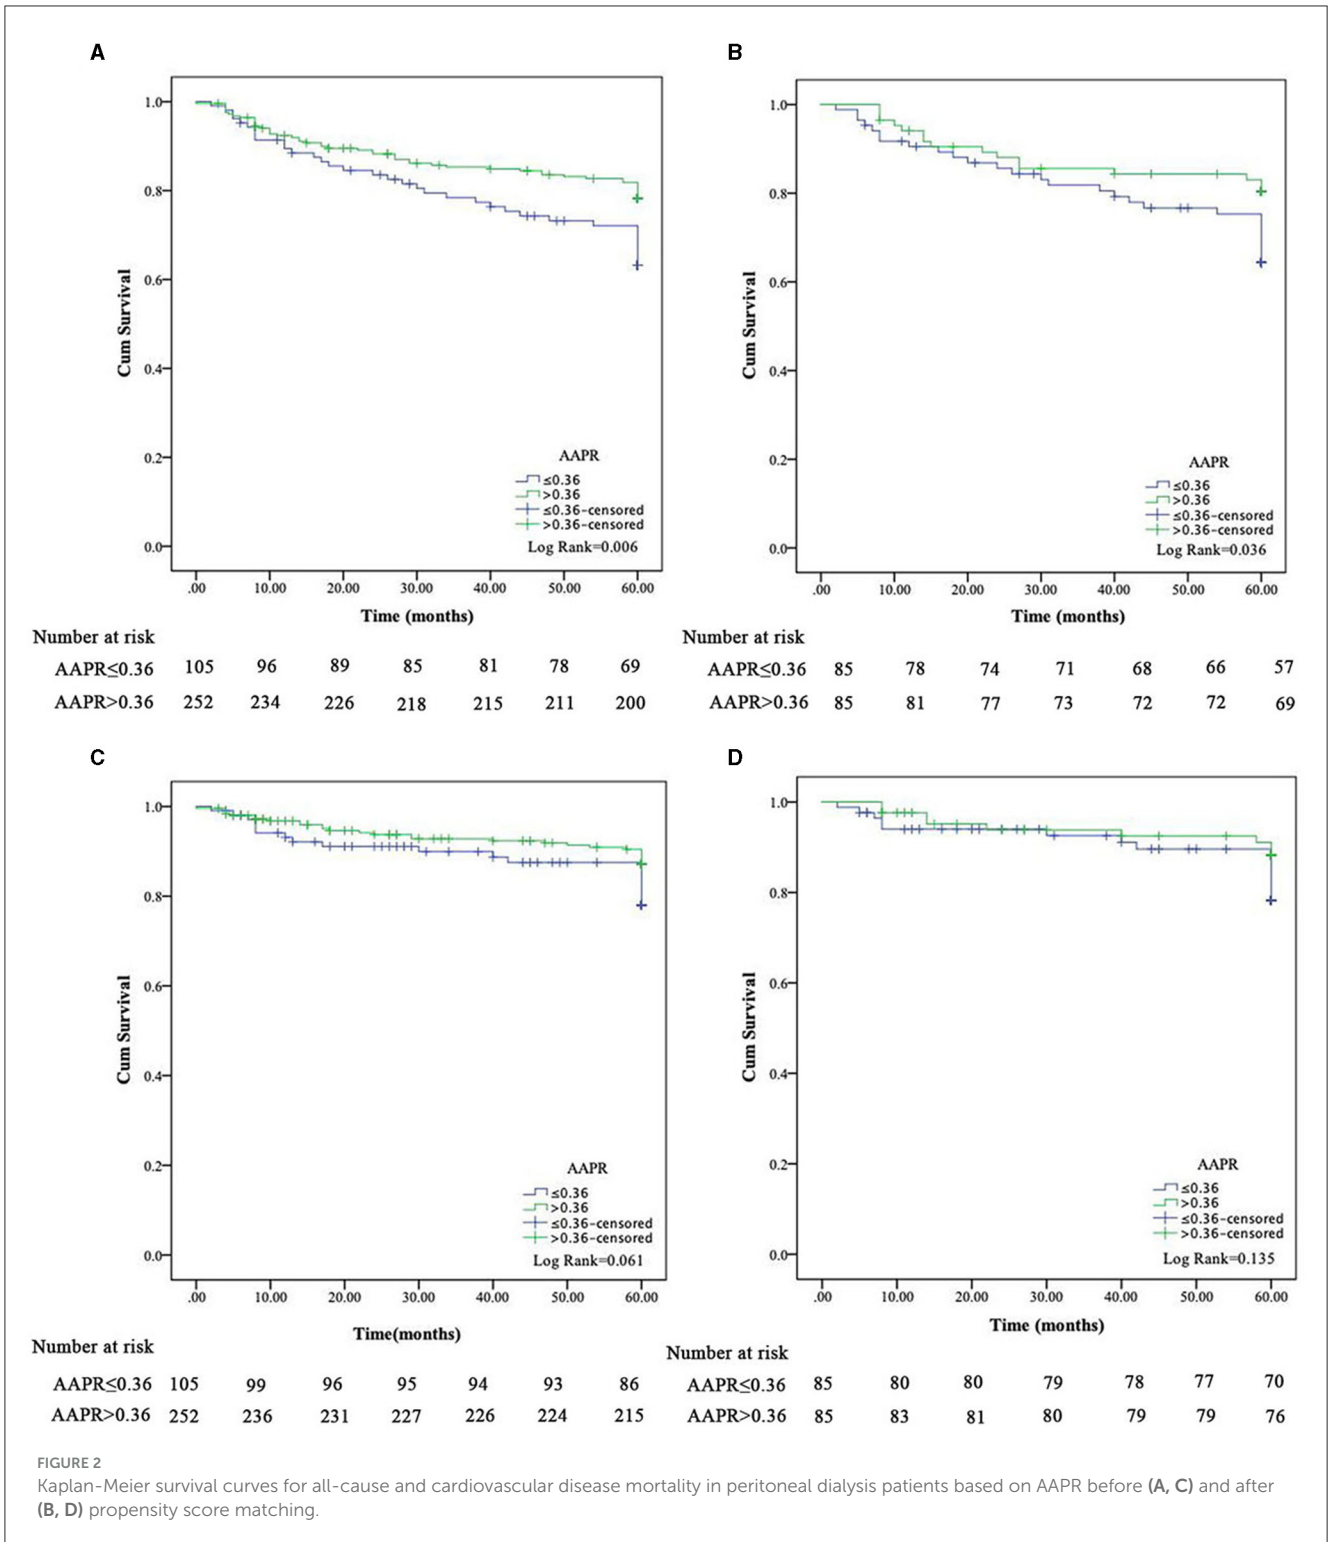 A
1.0
0.8
0.6
0.4
0.2
0.0
Cum Survival
AAPR
≤0.36
>0.36
≤0.36-censored
>0.36-censored
Log Rank=0.006
.00 10.00 20.00 30.00 40.00 50.00 60.00
Time (months)
Number at risk
AAPR≤0.36 105 96 89 85 81 78 69
AAPR>0.36 252 234 226 218 215 211 200
B
1.0
0.8
0.6
0.4
0.2
0.0
Cum Survival
AAPR
≤0.36
>0.36
≤0.36-censored
>0.36-censored
Log Rank=0.036
.00 10.00 20.00 30.00 40.00 50.00 60.00
Time (months)
Number at risk
AAPR≤0.36 85 78 74 71 68 66 57
AAPR>0.36 85 81 77 73 72 72 69
C
1.0
0.8
0.6
0.4
0.2
0.0
Cum Survival
AAPR
≤0.36
>0.36
≤0.36-censored
>0.36-censored
Log Rank=0.061
.00 10.00 20.00 30.00 40.00 50.00 60.00
Time(months)
Number at risk
AAPR≤0.36 105 99 96 95 94 93 86
AAPR>0.36 252 236 231 227 226 224 215
D
1.0
0.8
0.6
0.4
0.2
0.0
Cum Survival
AAPR
≤0.36
>0.36
≤0.36-censored
>0.36-censored
Log Rank=0.135
.00 10.00 20.00 30.00 40.00 50.00 60.00
Time (months)
Number at risk
AAPR≤0.36 85 80 80 79 78 77 70
AAPR>0.36 85 83 81 80 79 79 76
FIGURE 2
Kaplan-Meier survival curves for all-cause and cardiovascular disease mortality in peritoneal dialysis patients based on AAPR before (A, C) and after
(B, D) propensity score matching.